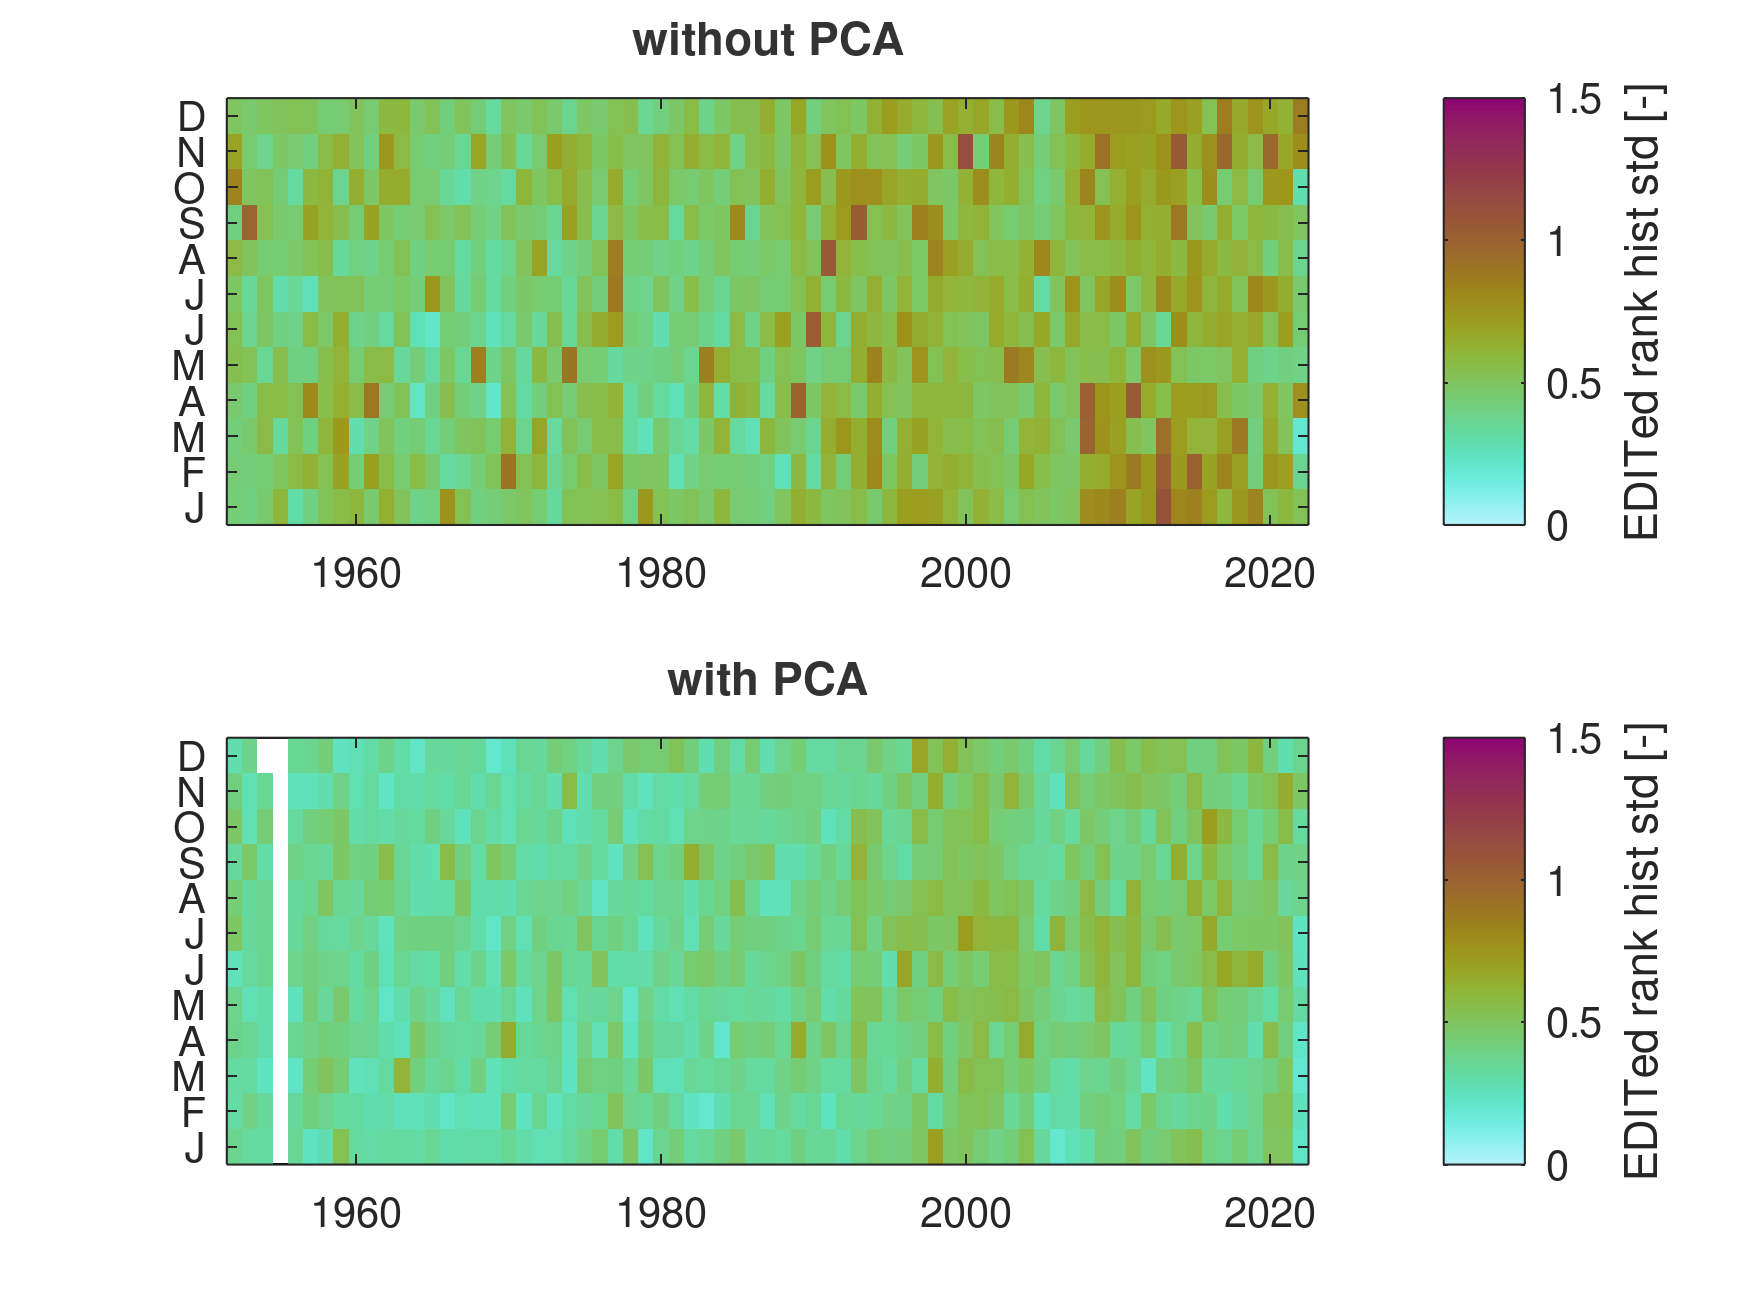 without PCA
D
N
O
S
A
J
J
M
A
M
F
J
1960 1980 2000 2020
1.5
1
0.5
0
EDITed rank hist std [-]
with PCA
D
N
O
S
A
J
J
M
A
M
F
J
1960 1980 2000 2020
1.5
1
0.5
0
EDITed rank hist std [-]